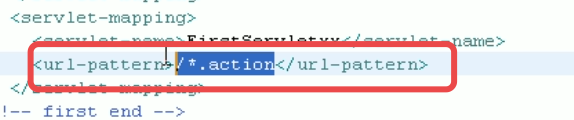 <servlet-mapping>
<servlet-name>FirstServletxx</servlet-name>
<url-pattern>/*.action</url-pattern>
</servlet-mapping>
!-- first end -->